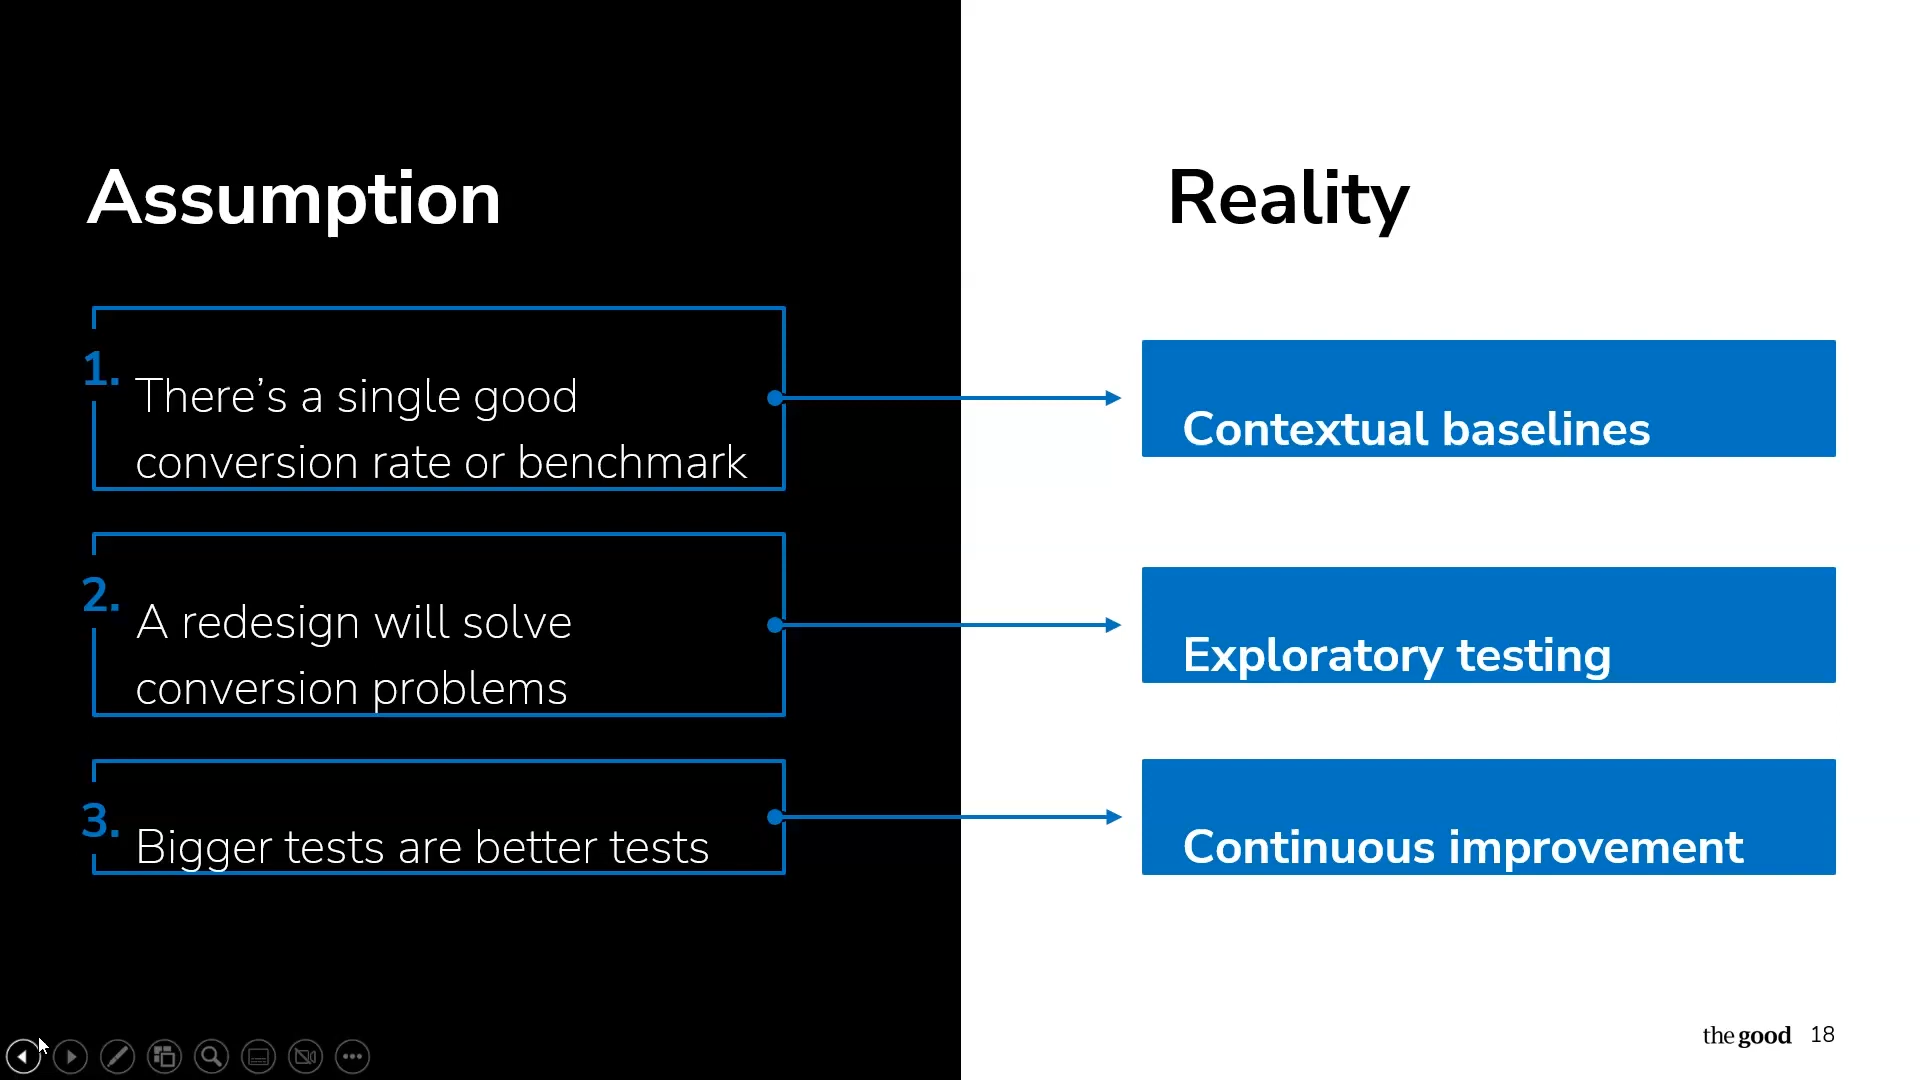 Assumption
Reality
1.
There’s a single good
conversion rate or benchmark
Contextual baselines
2.
A redesign will solve
conversion problems
Exploratory testing
3.
Bigger tests are better tests
Continuous improvement
the good 18